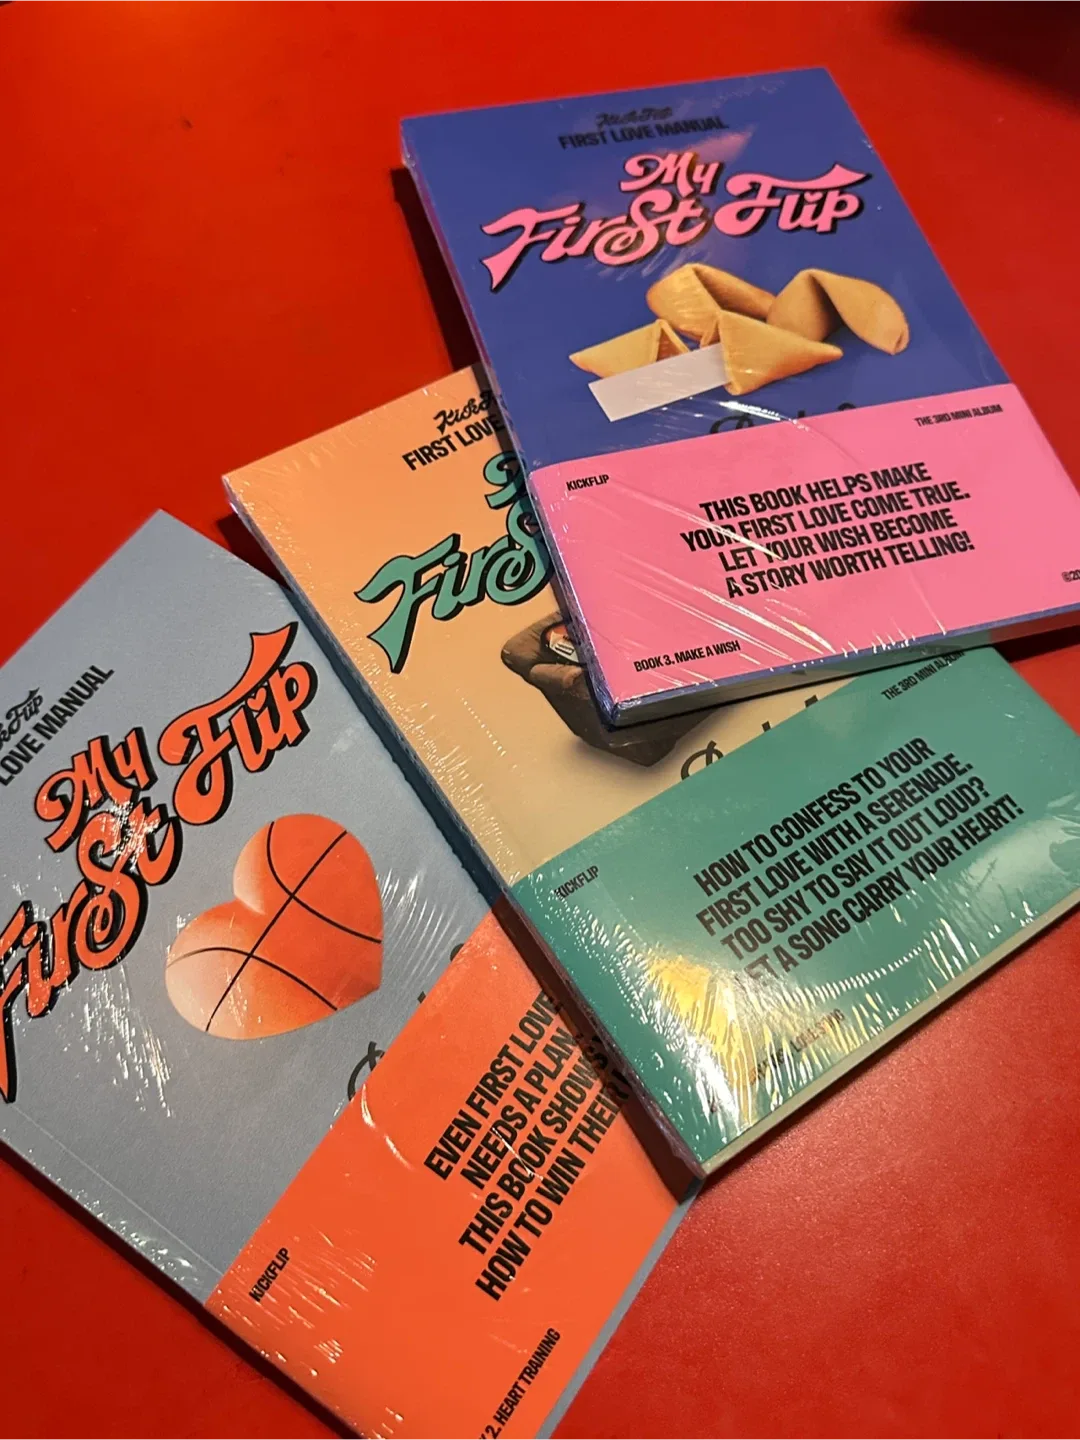 KickFlip
FIRST LOVE MANUAL
My
First Flip
THE 3RD MINI ALBUM
KICKFLIP
THIS BOOK HELPS MAKE
YOUR FIRST LOVE COME TRUE.
LET YOUR WISH BECOME
A STORY WORTH TELLING!
BOOK 3. MAKE A WISH
FIRST LOVE
First
THE 3RD MINI ALBUM
KICKFLIP
HOW TO CONFESS TO YOUR
FIRST LOVE WITH A SERENADE.
TOO SHY TO SAY IT OUT LOUD?
LET A SONG CARRY YOUR HEART!
LOVE MANUAL
My
First Flip
EVEN FIRST LOVE
NEEDS A PLAN
THIS BOOK SHOWS
HOW TO WIN THEIR
KICKFLIP
2. HEART TRAINING